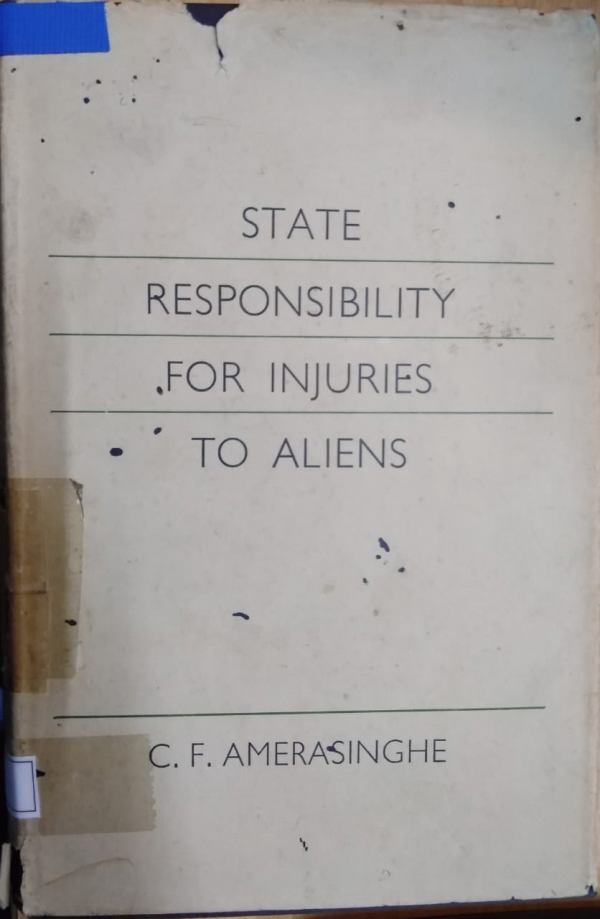 STATE
RESPONSIBILITY
FOR INJURIES
TO ALIENS
C. F. AMERASINGHE